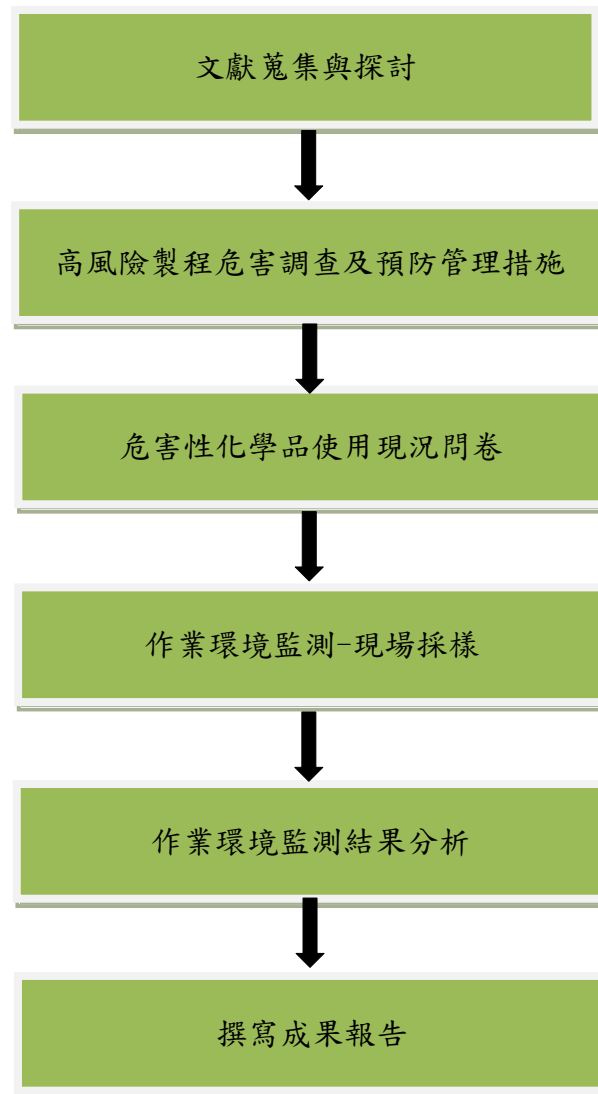 文獻蒐集與探討
高風險製程危害調查及預防管理措施
危害性化學品使用現況問卷
作業環境監測-現場採樣
作業環境監測結果分析
撰寫成果報告